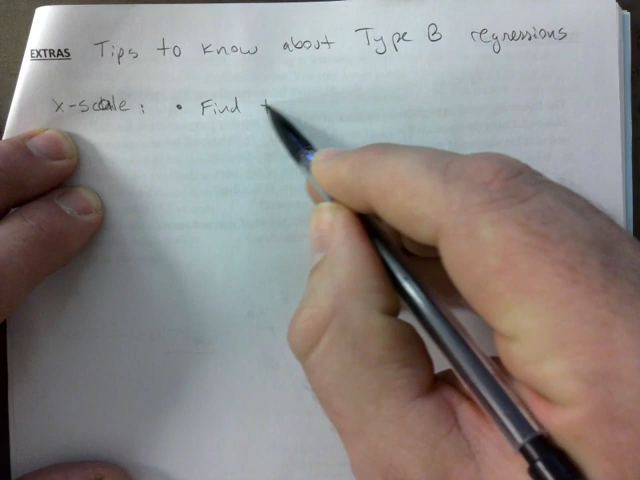 EXTRAS Tips to know about Type B regressions
x-scale: • Find t